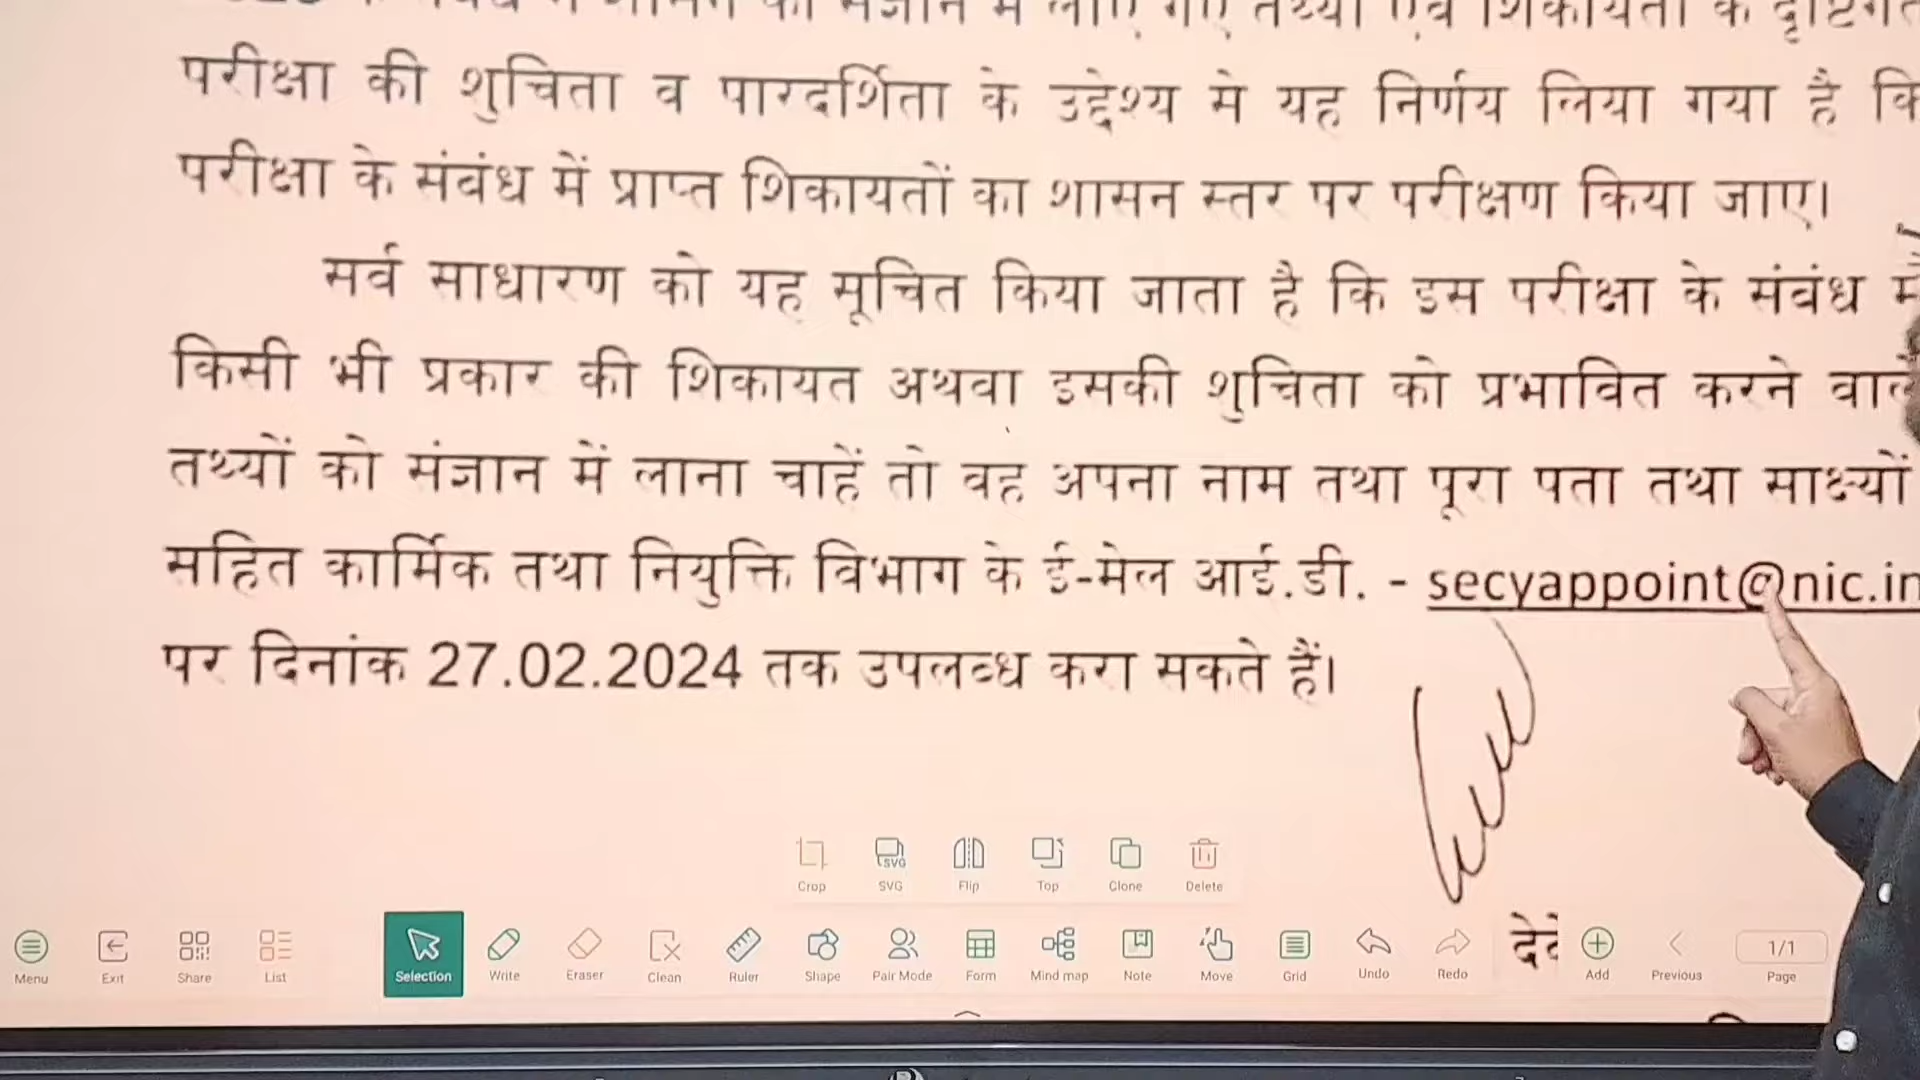 परीक्षा की शुचिता व पारदर्शिता के उद्देश्य से यह निर्णय लिया गया है कि
परीक्षा के संबंध में प्राप्त शिकायतों का शासन स्तर पर परीक्षण किया जाए।
सर्व साधारण को यह सूचित किया जाता है कि इस परीक्षा के संबंध में
किसी भी प्रकार की शिकायत अथवा इसकी शुचिता को प्रभावित करने वाले
तथ्यों को संज्ञान में लाना चाहें तो वह अपना नाम तथा पूरा पता तथा साक्ष्यों
सहित कार्मिक तथा नियुक्ति विभाग के ई-मेल आई.डी. - secyappoint@nic.in
पर दिनांक 27.02.2024 तक उपलब्ध करा सकते हैं।
Crop SVG Flip Top Clone Delete
Menu Exit Share List Selection Write Eraser Clean Ruler Shape Pair Mode Form Mind map Note Move Grid Undo Redo Add Previous 1/1 Page